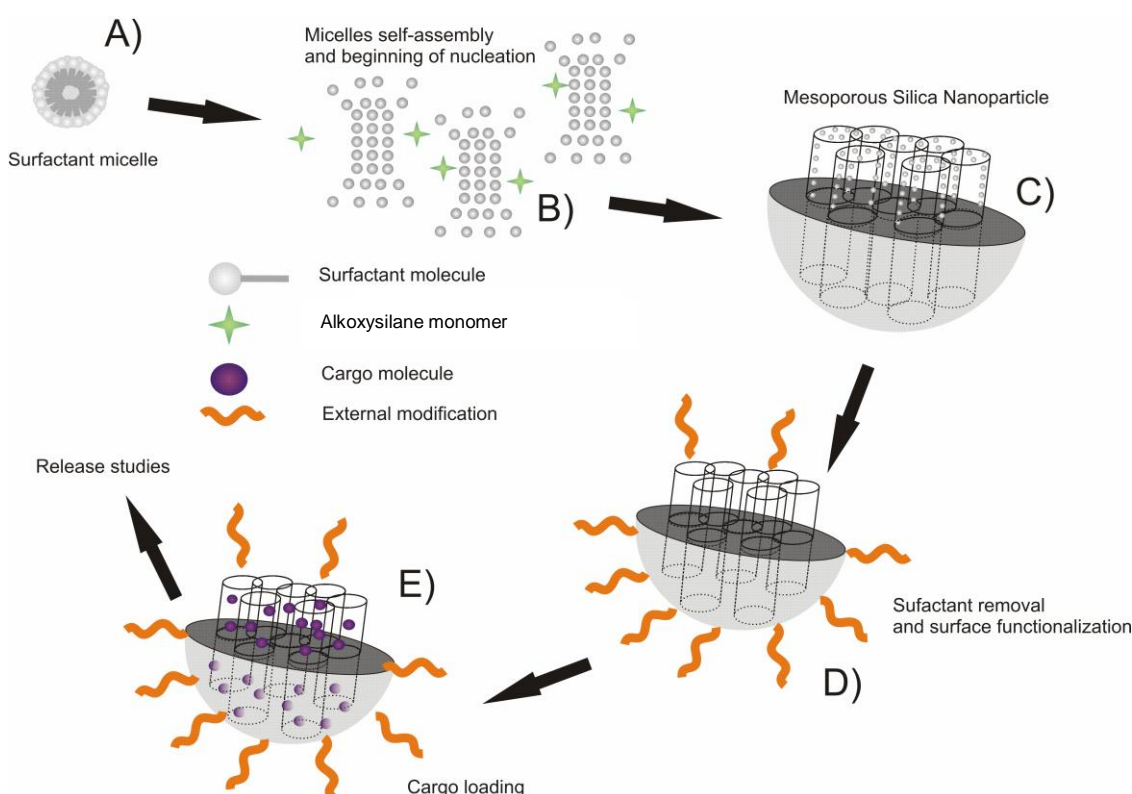 A)
Surfactant micelle
Micelles self-assembly
and beginning of nucleation
B)
Mesoporous Silica Nanoparticle
C)
Surfactant molecule
Alkoxysilane monomer
Cargo molecule
External modification
Release studies
E)
Cargo loading
Sufactant removal
and surface functionalization
D)